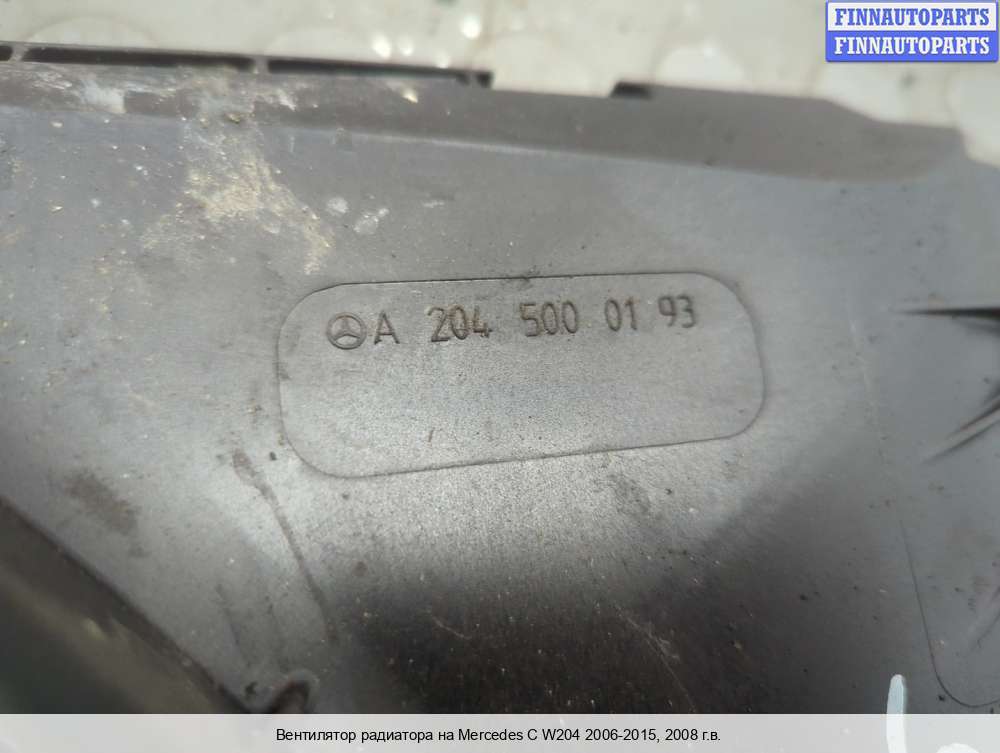 FINNAUTOPARTS
FINNAUTOPARTS
A 204 500 01 93
Вентилятор радиатора на Mercedes C W204 2006-2015, 2008 г.в.